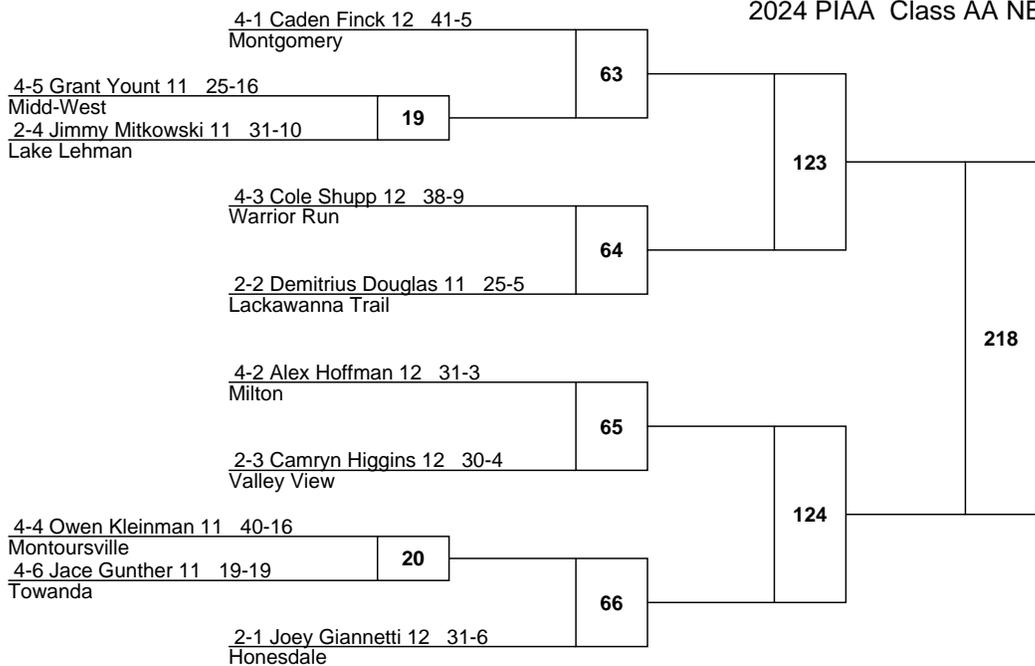 2024 PIAA Class AA NE
4-1 Caden Finck 12 41-5
Montgomery
63
4-5 Grant Yount 11 25-16
Midd-West
19
2-4 Jimmy Mitkowski 11 31-10
Lake Lehman
123
4-3 Cole Shupp 12 38-9
Warrior Run
64
2-2 Demitrius Douglas 11 25-5
Lackawanna Trail
218
4-2 Alex Hoffman 12 31-3
Milton
65
2-3 Camryn Higgins 12 30-4
Valley View
124
4-4 Owen Kleinman 11 40-16
Montoursville
20
4-6 Jace Gunther 11 19-19
Towanda
66
2-1 Joey Giannetti 12 31-6
Honesdale